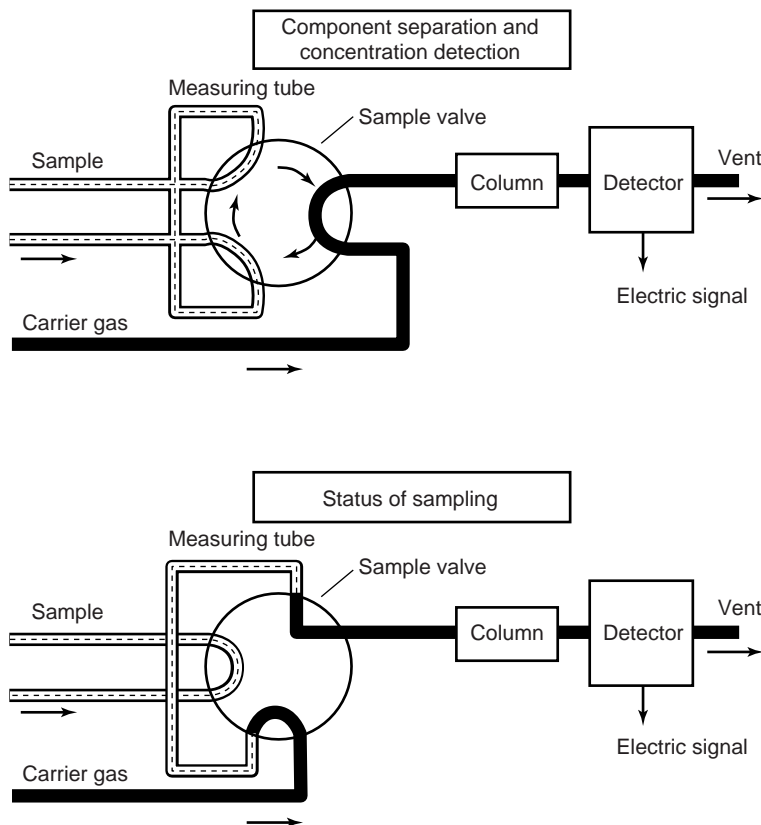 Component separation and
concentration detection
Measuring tube
Sample valve
Sample
Column
Detector
Vent
Electric signal
Carrier gas
Status of sampling
Measuring tube
Sample valve
Sample
Column
Detector
Vent
Electric signal
Carrier gas